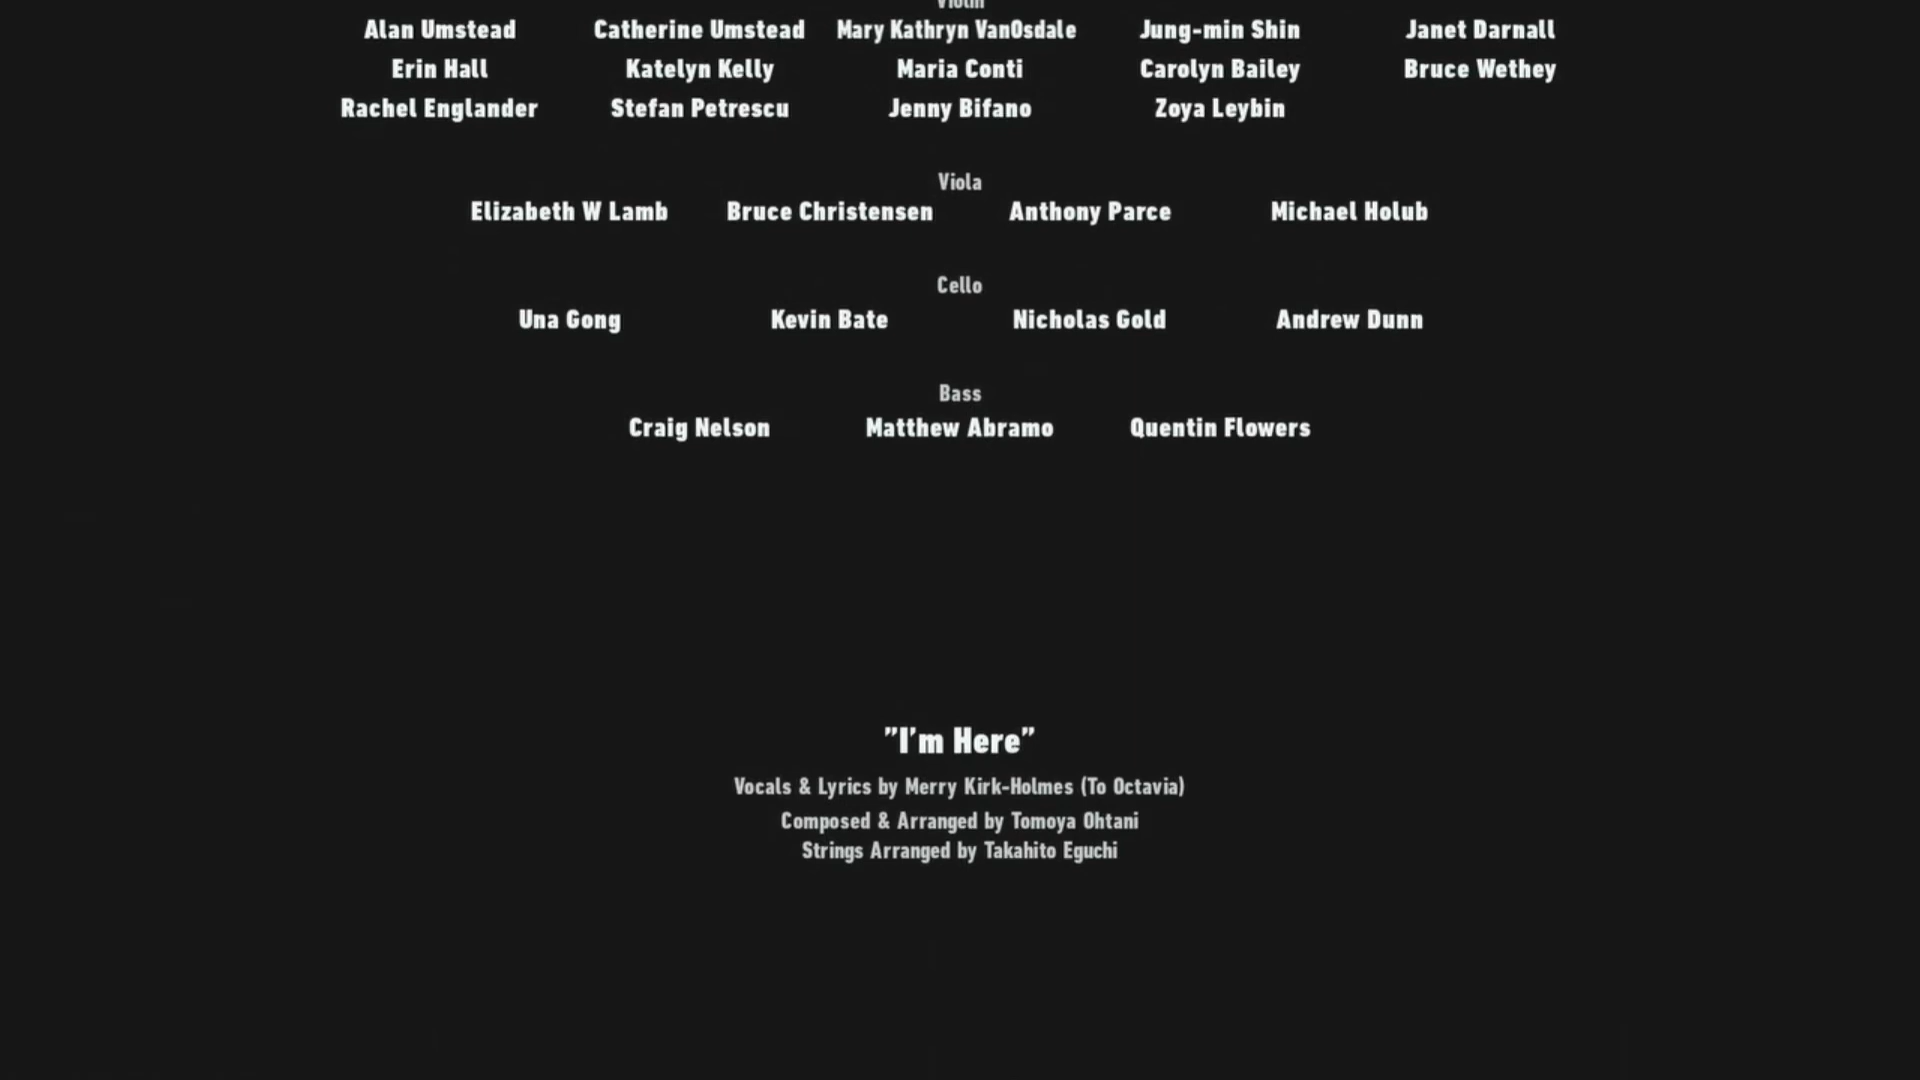 Violin
Alan Umstead Catherine Umstead Mary Kathryn VanOsdale Jung-min Shin Janet Darnall
Erin Hall Katelyn Kelly Maria Conti Carolyn Bailey Bruce Wethey
Rachel Englander Stefan Petrescu Jenny Bifano Zoya Leybin
Viola
Elizabeth W Lamb Bruce Christensen Anthony Parce Michael Holub
Cello
Una Gong Kevin Bate Nicholas Gold Andrew Dunn
Bass
Craig Nelson Matthew Abramo Quentin Flowers
"I'm Here"
Vocals & Lyrics by Merry Kirk-Holmes (To Octavia)
Composed & Arranged by Tomoya Ohtani
Strings Arranged by Takahito Eguchi